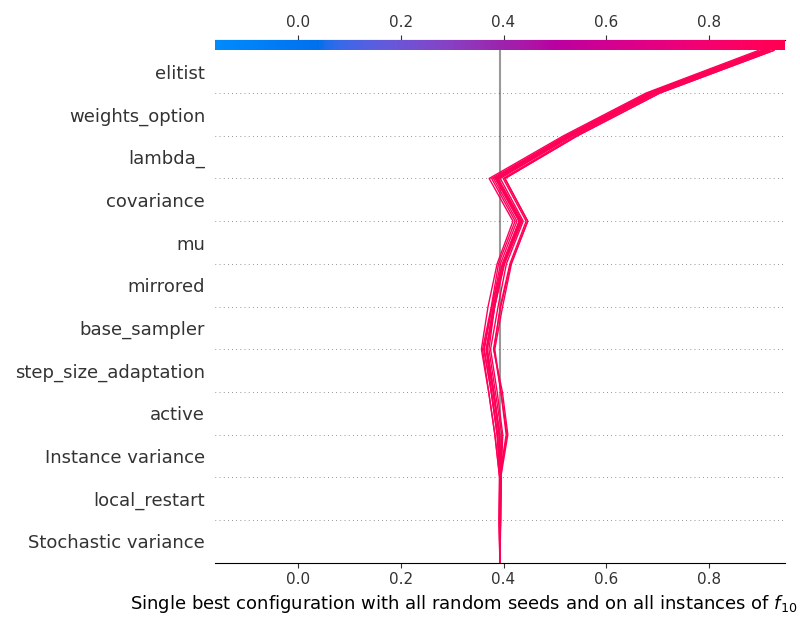 0.0 0.2 0.4 0.6 0.8
elitist
weights_option
lambda_
covariance
mu
mirrored
base_sampler
step_size_adaptation
active
Instance variance
local_restart
Stochastic variance
0.0 0.2 0.4 0.6 0.8
Single best configuration with all random seeds and on all instances of f10